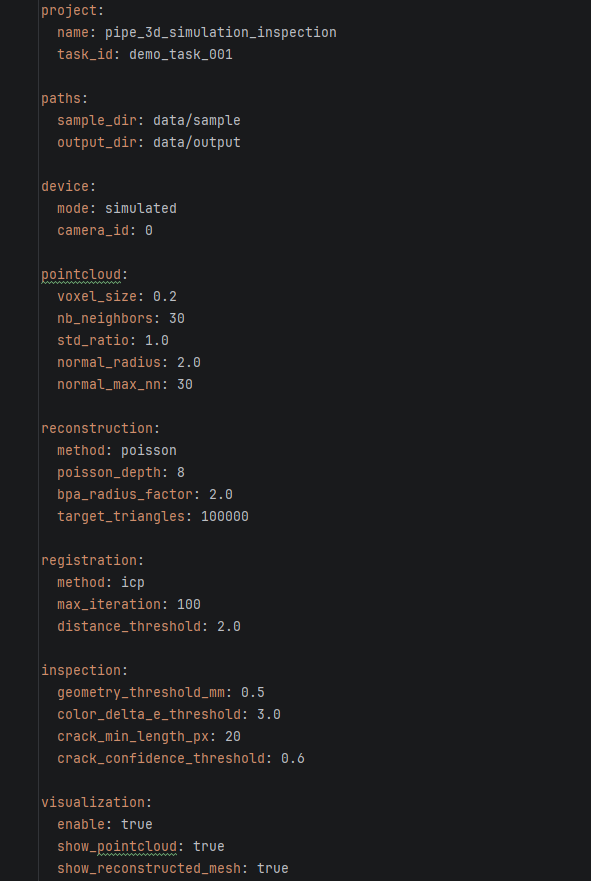 project:
  name: pipe_3d_simulation_inspection
  task_id: demo_task_001

paths:
  sample_dir: data/sample
  output_dir: data/output

device:
  mode: simulated
  camera_id: 0

pointcloud:
  voxel_size: 0.2
  nb_neighbors: 30
  std_ratio: 1.0
  normal_radius: 2.0
  normal_max_nn: 30

reconstruction:
  method: poisson
  poisson_depth: 8
  bpa_radius_factor: 2.0
  target_triangles: 100000

registration:
  method: icp
  max_iteration: 100
  distance_threshold: 2.0

inspection:
  geometry_threshold_mm: 0.5
  color_delta_e_threshold: 3.0
  crack_min_length_px: 20
  crack_confidence_threshold: 0.6

visualization:
  enable: true
  show_pointcloud: true
  show_reconstructed_mesh: true